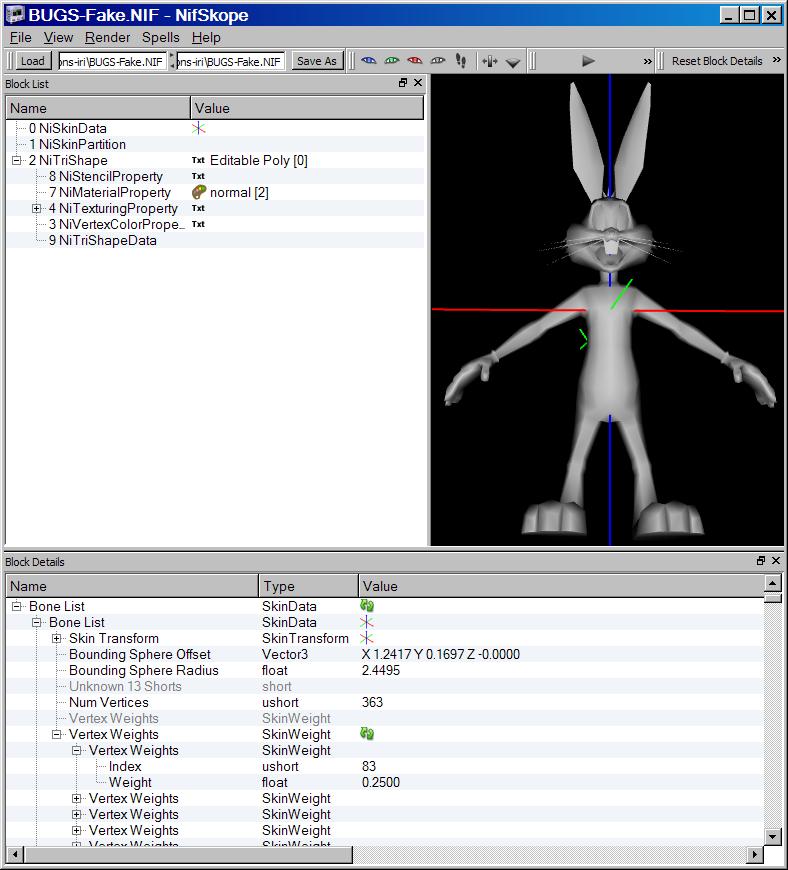 BUGS-Fake.NIF - NifSkope
File View Render Spells Help
Load ons-iri\BUGS-Fake.NIF ons-iri\BUGS-Fake.NIF Save As » Reset Block Details »
Block List
Name Value
0 NiSkinData
1 NiSkinPartition
2 NiTriShape Txt Editable Poly [0]
8 NiStencilProperty Txt
7 NiMaterialProperty normal [2]
4 NiTexturingProperty Txt
3 NiVertexColorPrope... Txt
9 NiTriShapeData
Block Details
Name Type Value
Bone List SkinData
Bone List SkinData
Skin Transform SkinTransform
Bounding Sphere Offset Vector3 X 1.2417 Y 0.1697 Z -0.0000
Bounding Sphere Radius float 2.4495
Unknown 13 Shorts short
Num Vertices ushort 363
Vertex Weights SkinWeight
Vertex Weights SkinWeight
Vertex Weights SkinWeight
Index ushort 83
Weight float 0.2500
Vertex Weights SkinWeight
Vertex Weights SkinWeight
Vertex Weights SkinWeight
Vertex Weights SkinWeight